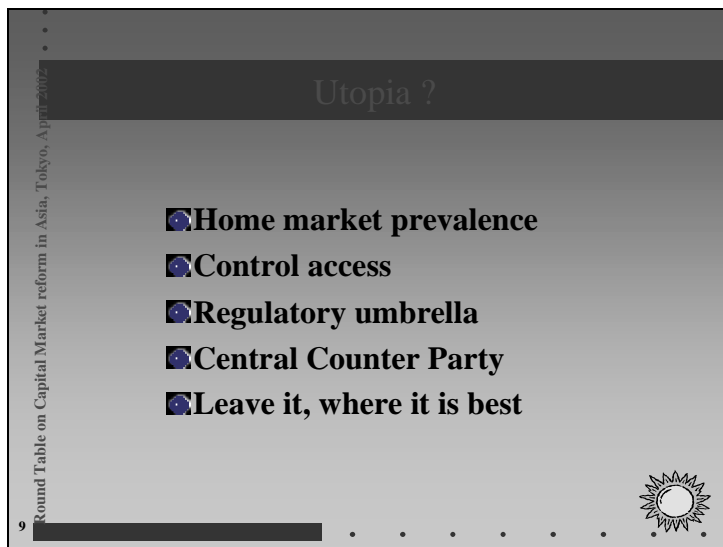 Utopia ?
Home market prevalence
Control access
Regulatory umbrella
Central Counter Party
Leave it, where it is best
Round Table on Capital Market reform in Asia, Tokyo, April 2002
9